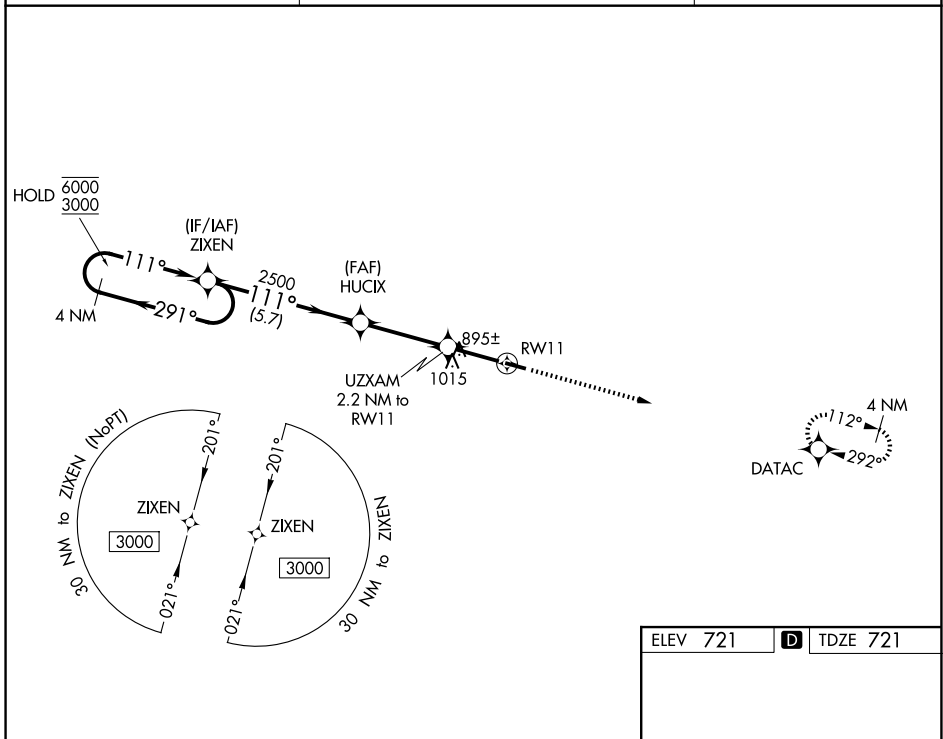 HOLD 6000
3000
(IF/IAF)
ZIXEN
111°
291°
4 NM
2500
111°
(5.7)
(FAF)
HUCIX
895±
1015
RW11
UZXAM
2.2 NM to
RW11
4 NM
112°
292°
DATAC
30 NM to ZIXEN (NoPT)
201°
ZIXEN
3000
021°
201°
ZIXEN
3000
021°
30 NM to ZIXEN
ELEV 721 D TDZE 721